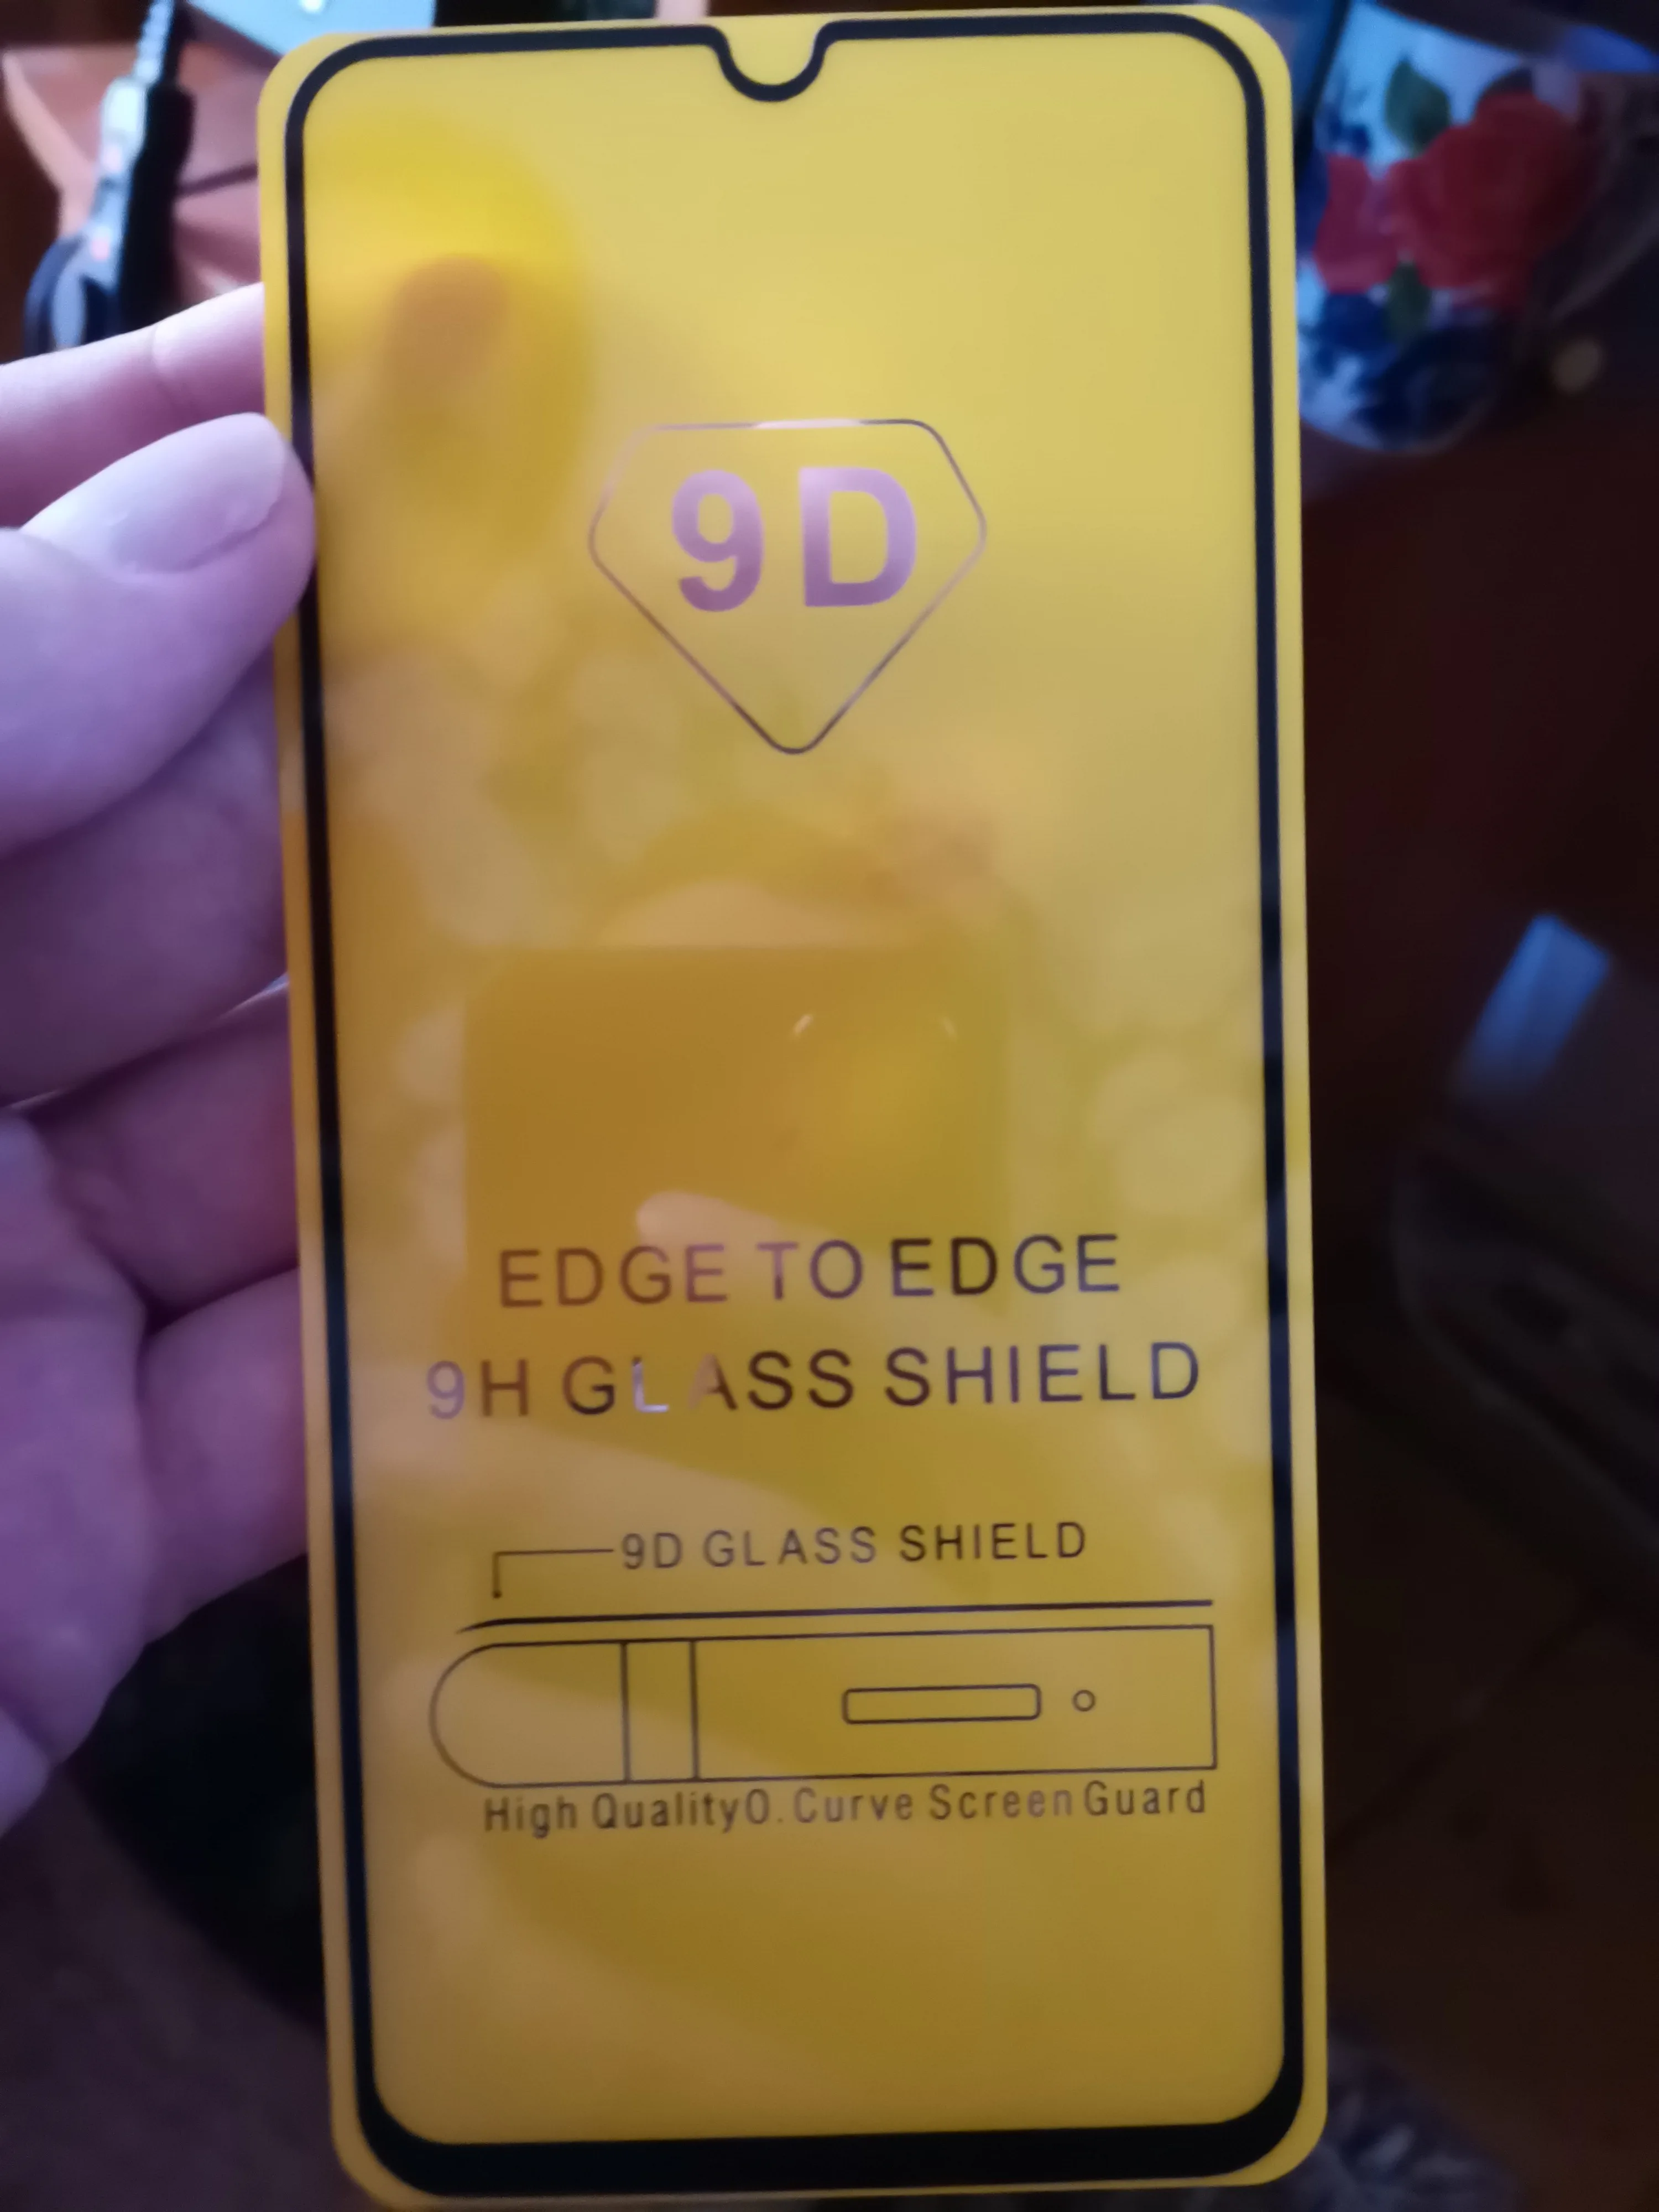 9D
EDGE TO EDGE
9H GLASS SHIELD
9D GLASS SHIELD
High Quality0. Curve Screen Guard